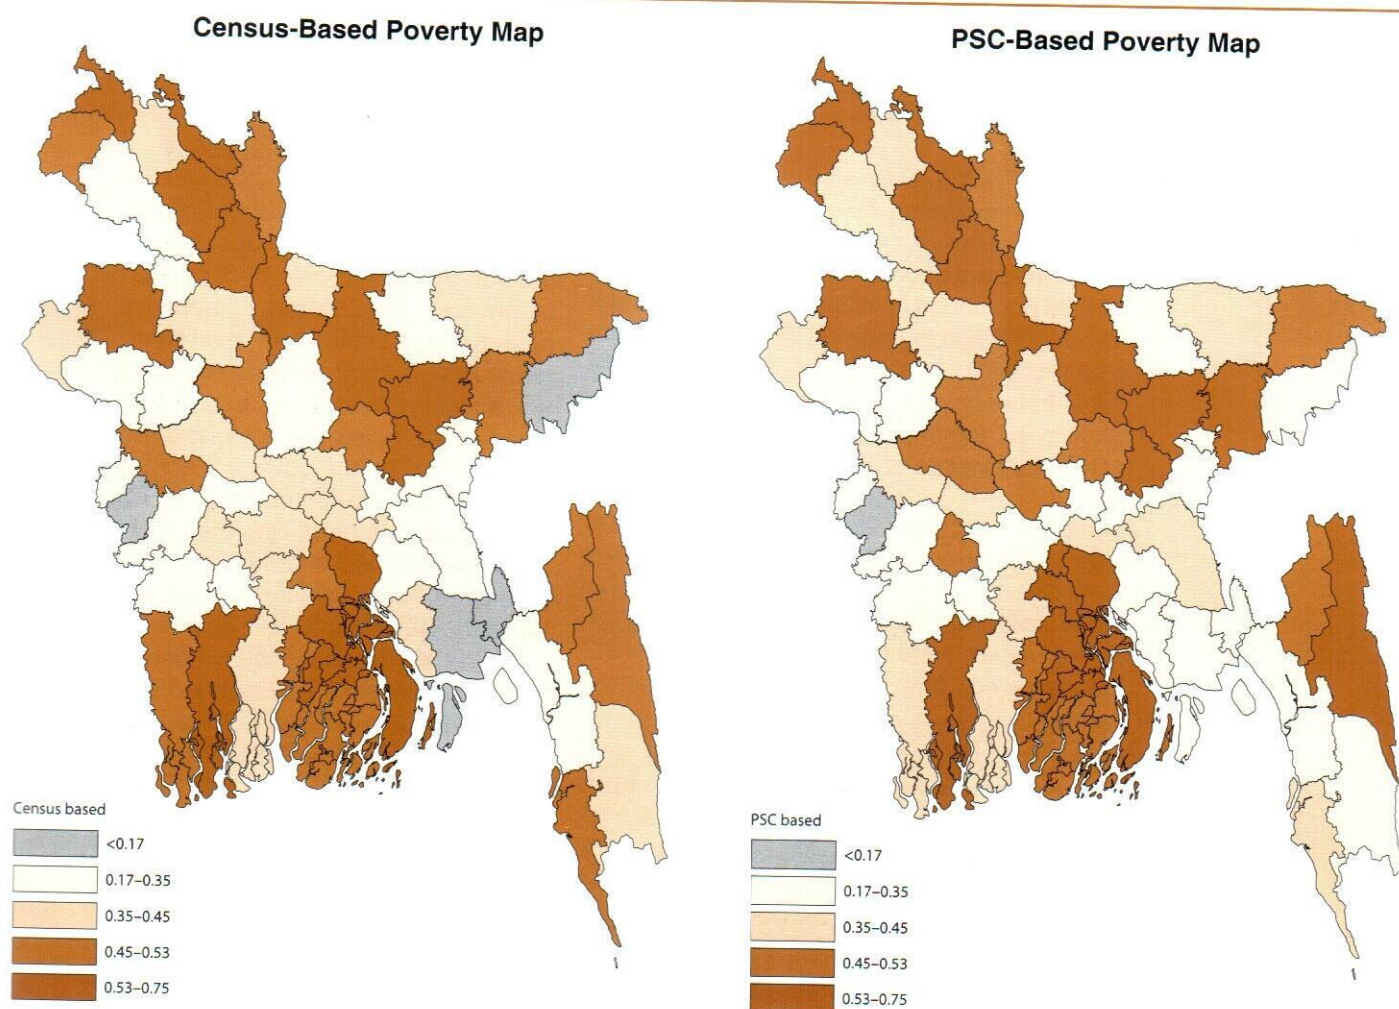 Census-Based Poverty Map
PSC-Based Poverty Map
Census based
<0.17
0.17–0.35
0.35–0.45
0.45–0.53
0.53–0.75
PSC based
<0.17
0.17–0.35
0.35–0.45
0.45–0.53
0.53–0.75